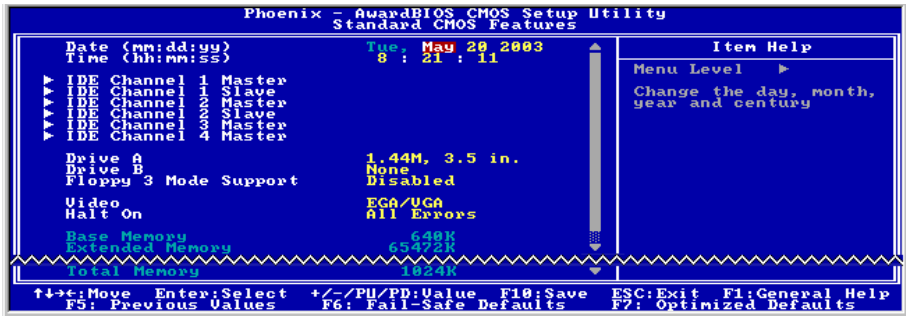 Phoenix - AwardBIOS CMOS Setup Utility
Standard CMOS Features
Date (mm:dd:yy) Tue, May 20 2003
Time (hh:mm:ss) 8 : 21 : 11
► IDE Channel 1 Master
► IDE Channel 1 Slave
► IDE Channel 2 Master
► IDE Channel 2 Slave
► IDE Channel 3 Master
► IDE Channel 4 Master
Drive A 1.44M, 3.5 in.
Drive B None
Floppy 3 Mode Support Disabled
Video EGA/VGA
Halt On All Errors
Base Memory 640K
Extended Memory 65472K
Total Memory 1024K
Item Help
Menu Level ►
Change the day, month,
year and century
↑↓→←:Move Enter:Select +/-/PU/PD:Value F10:Save ESC:Exit F1:General Help
F5: Previous Values F6: Fail-Safe Defaults F7: Optimized Defaults